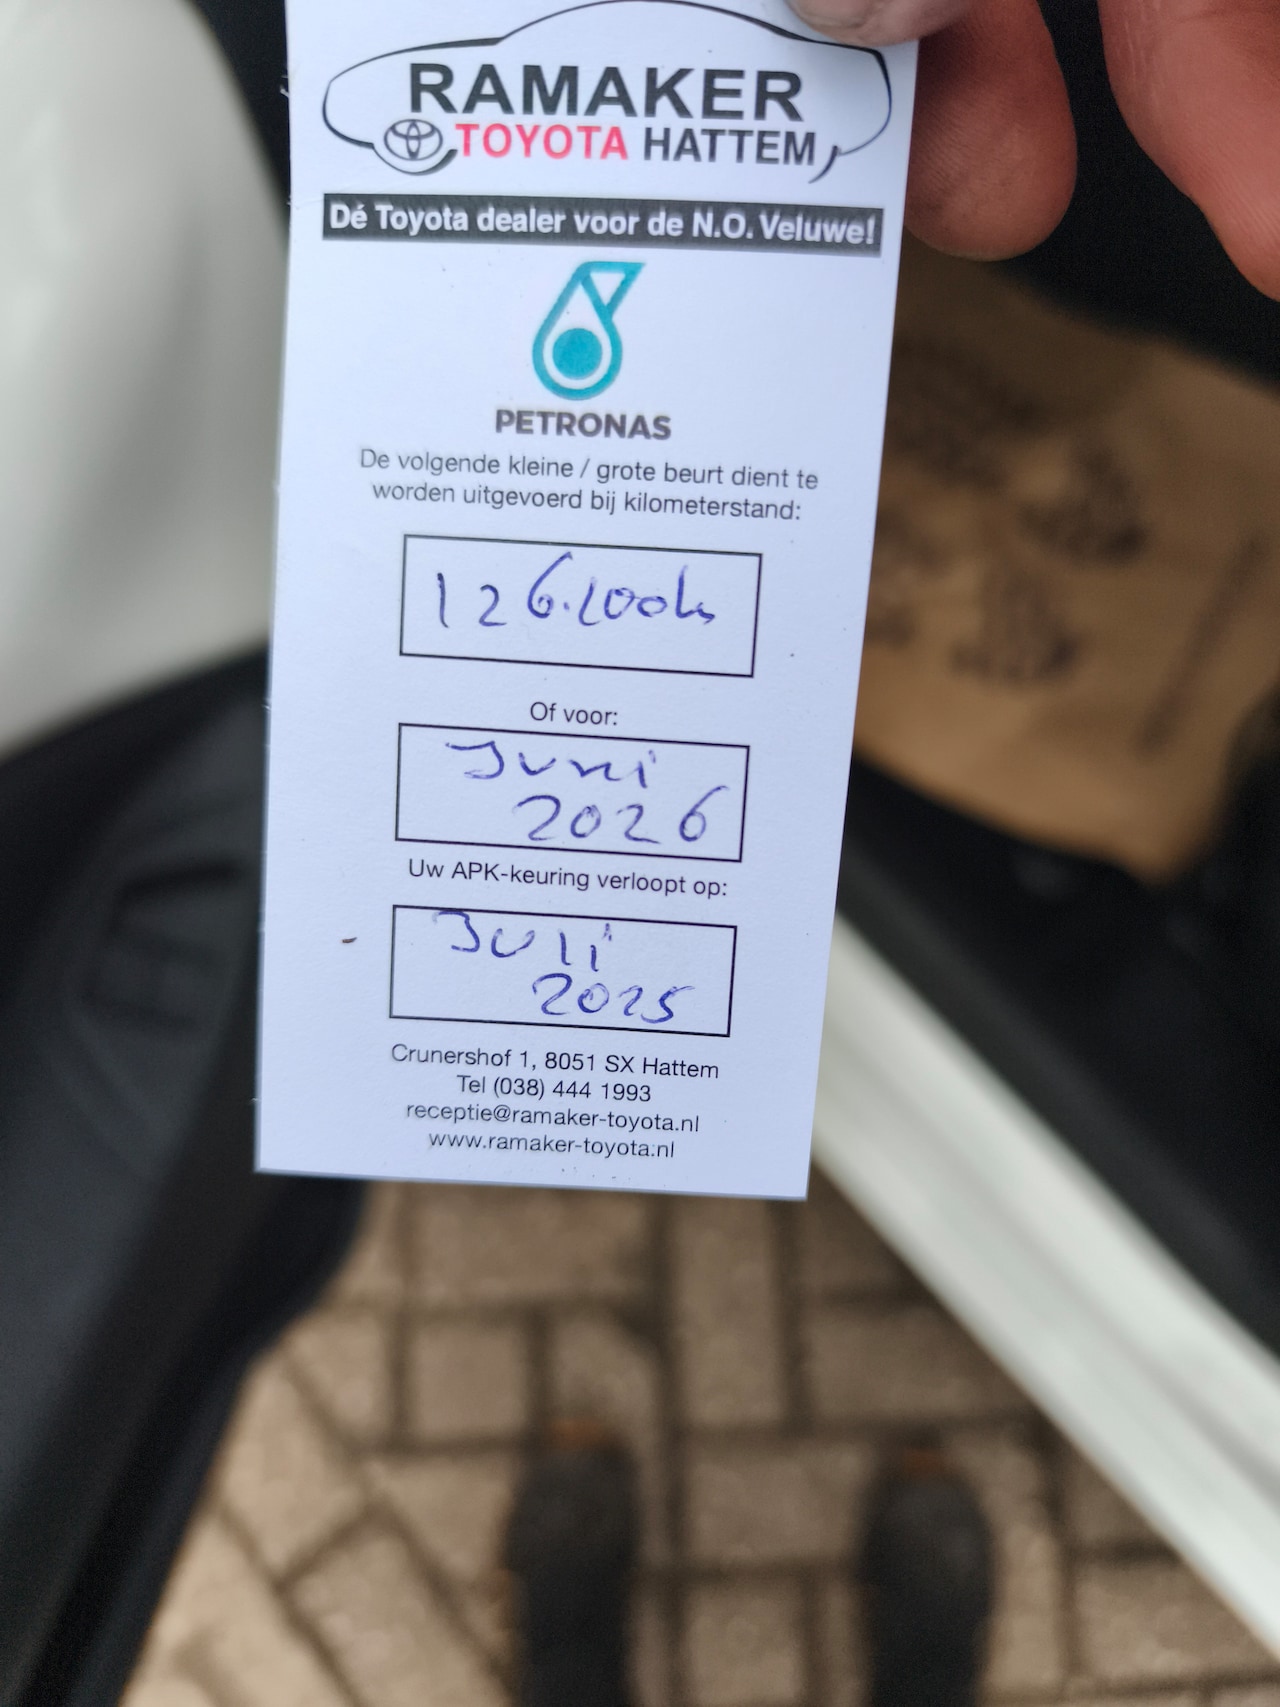 RAMAKER
TOYOTA HATTEM
Dé Toyota dealer voor de N.O. Veluwe!
PETRONAS
De volgende kleine / grote beurt dient te
worden uitgevoerd bij kilometerstand:
126.100km
Of voor:
Juni
2026
Uw APK-keuring verloopt op:
Juli
2025
Crunershof 1, 8051 SX Hattem
Tel (038) 444 1993
receptie@ramaker-toyota.nl
www.ramaker-toyota.nl